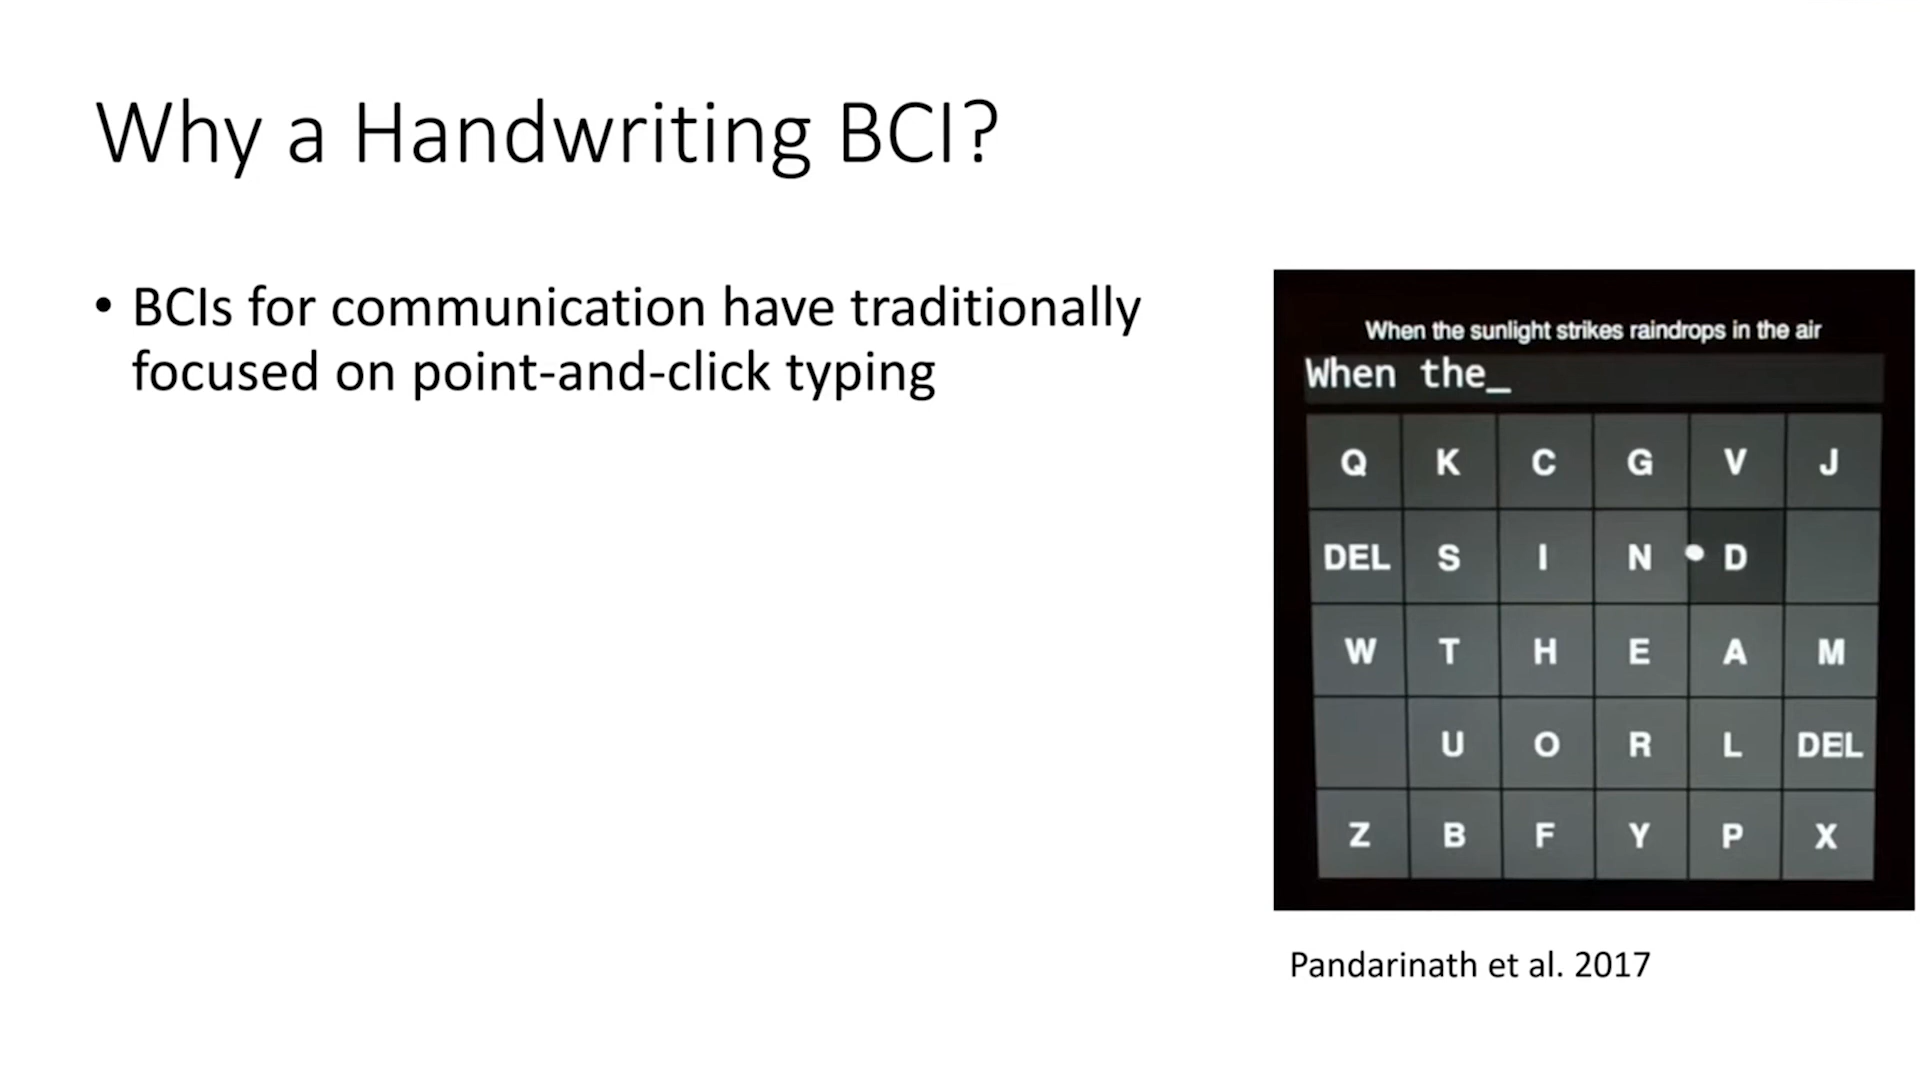 Why a Handwriting BCI?
• BCIs for communication have traditionally
focused on point-and-click typing
When the sunlight strikes raindrops in the air
When the_
Q K C G V J
DEL S I N D
W T H E A M
U O R L DEL
Z B F Y P X
Pandarinath et al. 2017